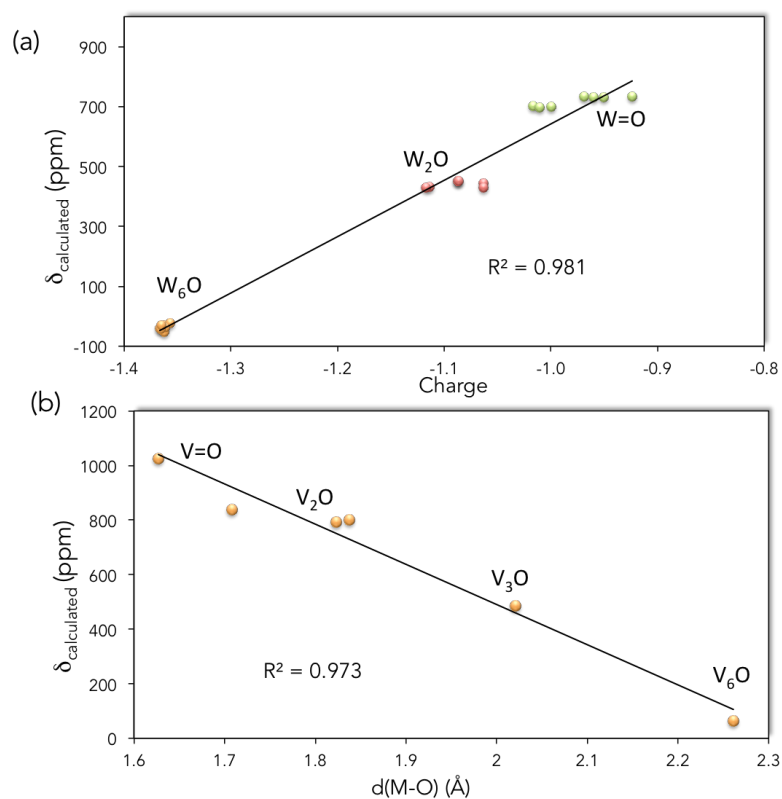 (a)
900
700
500
300
100
-100
δcalculated (ppm)
W=O
W₂O
W₆O
R² = 0.981
-1.4 -1.3 -1.2 -1.1 -1.0 -0.9 -0.8
Charge
(b)
1200
1000
800
600
400
200
0
δcalculated (ppm)
V=O
V₂O
V₃O
V₆O
R² = 0.973
1.6 1.7 1.8 1.9 2 2.1 2.2 2.3
d(M-O) (Å)